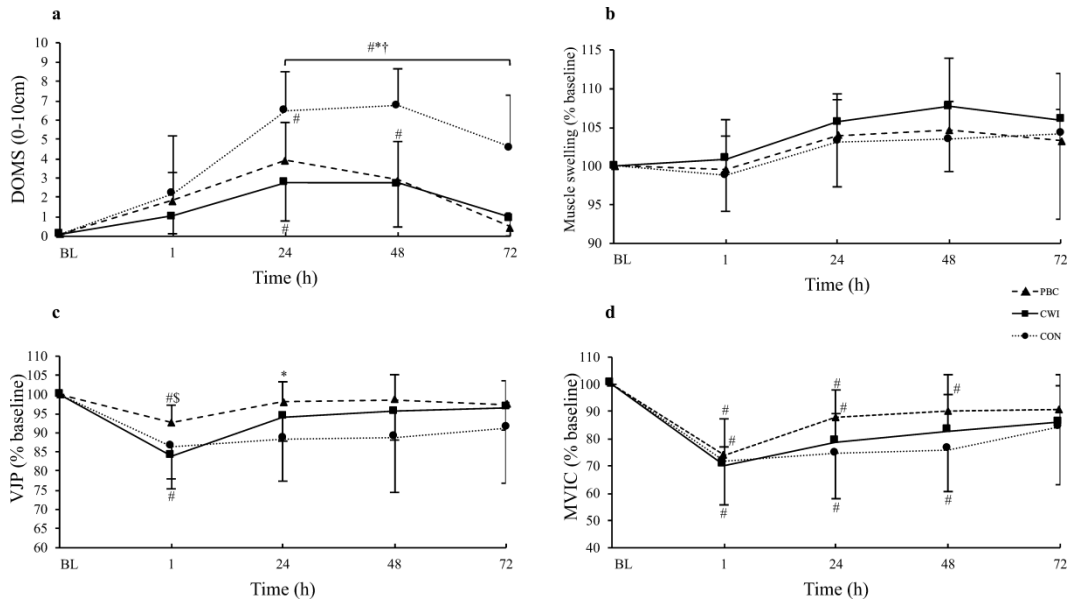 a
DOMS (0-10cm)
10
9
8
7
6
5
4
3
2
1
0
#*†
#
#
#
BL 1 24 48 72
Time (h)
b
Muscle swelling (% baseline)
115
110
105
100
95
90
BL 1 24 48 72
Time (h)
c
VJP (% baseline)
110
105
100
95
90
85
80
75
70
65
60
#$
*
#
BL 1 24 48 72
Time (h)
PBC
CWI
CON
d
MVIC (% baseline)
110
100
90
80
70
60
50
40
#
#
#
#
#
#
#
#
BL 1 24 48 72
Time (h)